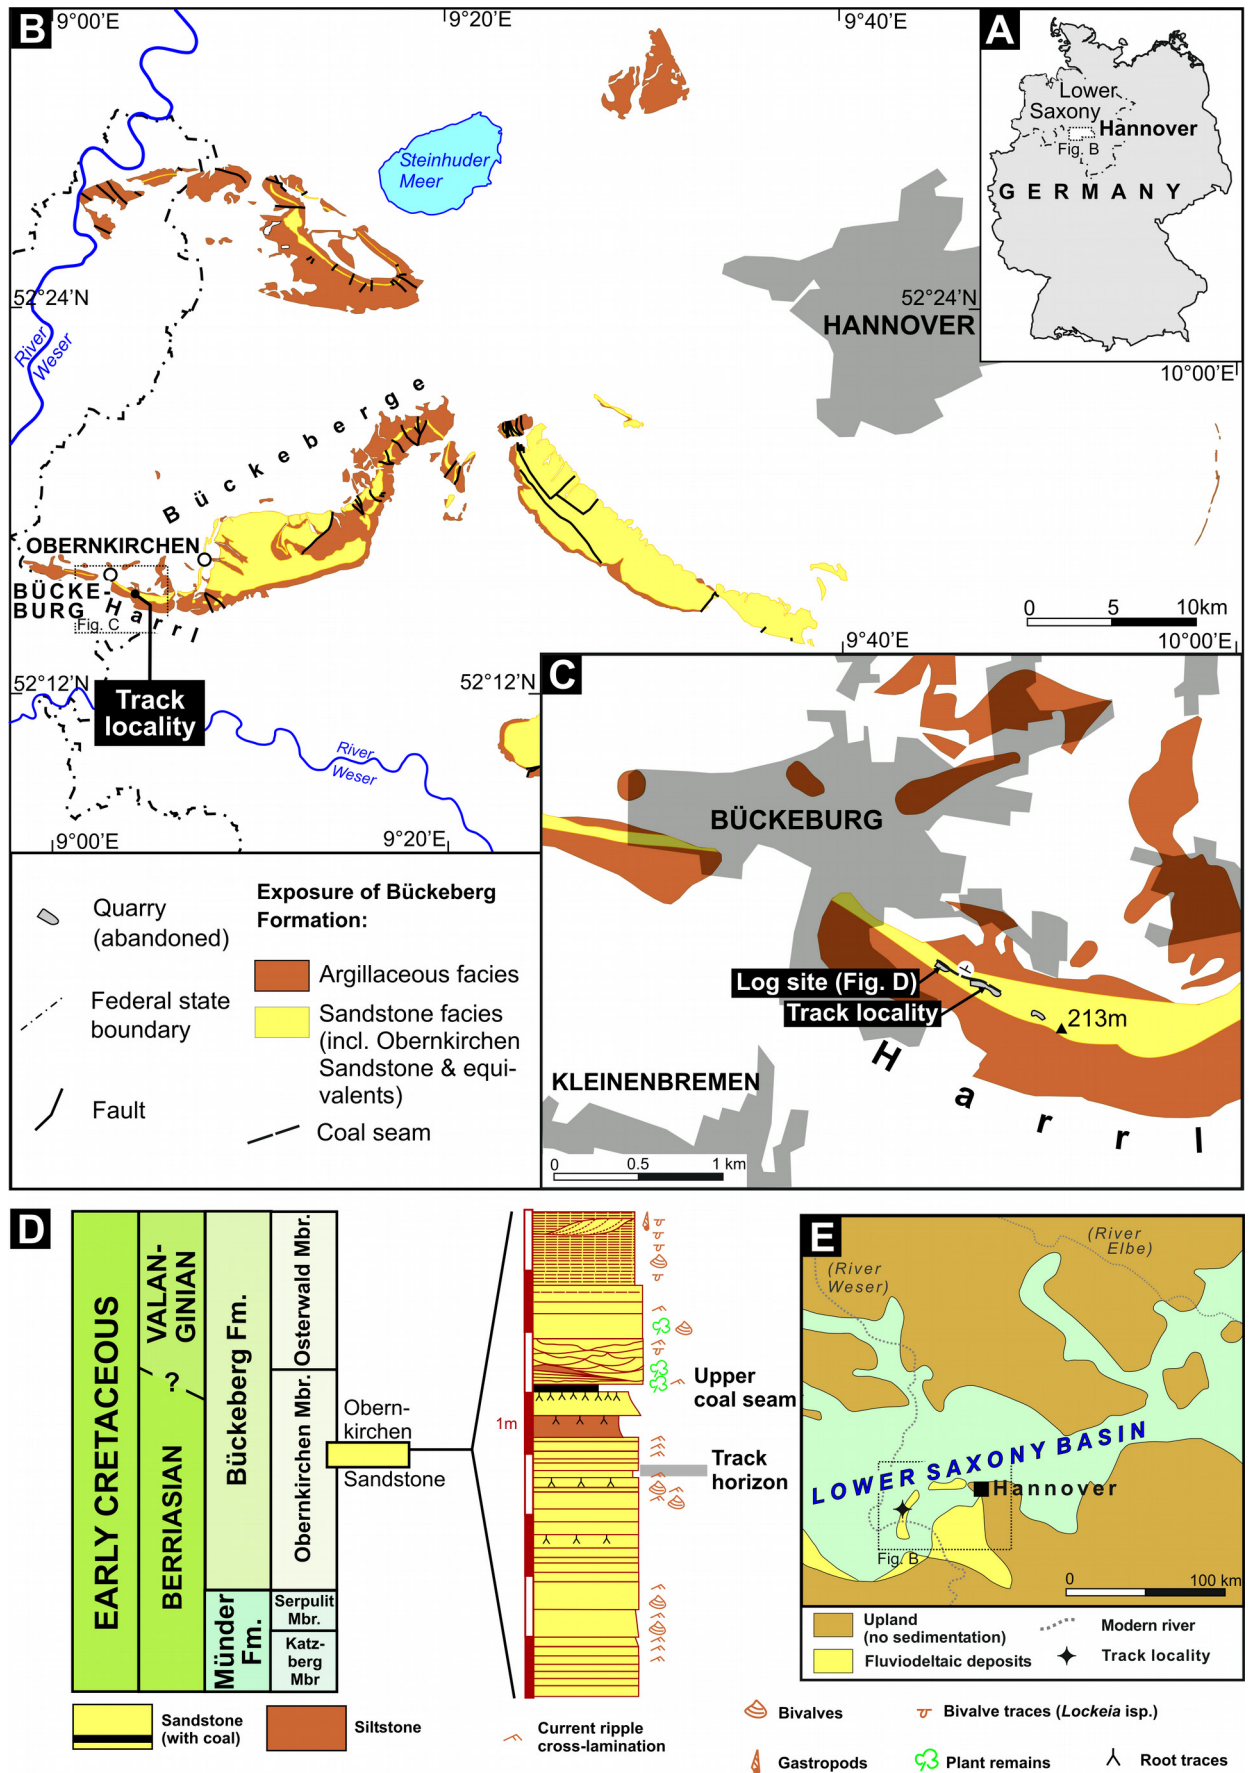 B
9°00'E
9°20'E
9°40'E
A
Lower
Saxony
Hannover
Fig. B
GERMANY
Steinhuder
Meer
52°24'N
River
Weser
52°24'N
HANNOVER
10°00'E
Bückeberge
OBERNKIRCHEN
BÜCKE-
BURG
Harrl
Fig. C
0 5 10km
9°40'E
10°00'E
52°12'N
52°12'N
Track
locality
River
Weser
9°00'E
9°20'E
C
BÜCKEBURG
Log site (Fig. D)
Track locality
213m
Harrl
KLEINENBREMEN
0 0.5 1 km
Quarry
(abandoned)
Federal state
boundary
Fault
Exposure of Bückeberg
Formation:
Argillaceous facies
Sandstone facies
(incl. Obernkirchen
Sandstone & equi-
valents)
Coal seam
D
EARLY CRETACEOUS
VALAN-
GINIAN
?
BERRIASIAN
Bückeberg Fm.
Münder
Fm.
Osterwald Mbr.
Obernkirchen Mbr.
Serpulit
Mbr.
Katz-
berg
Mbr
Obern-
kirchen
Sandstone
1m
Upper
coal seam
Track
horizon
Sandstone
(with coal)
Siltstone
Current ripple
cross-lamination
E
(River
Elbe)
(River
Weser)
LOWER SAXONY BASIN
Hannover
Fig. B
0 100 km
Upland
(no sedimentation)
Fluviodeltaic deposits
Modern river
Track locality
Bivalves
Bivalve traces (Lockeia isp.)
Gastropods
Plant remains
Root traces